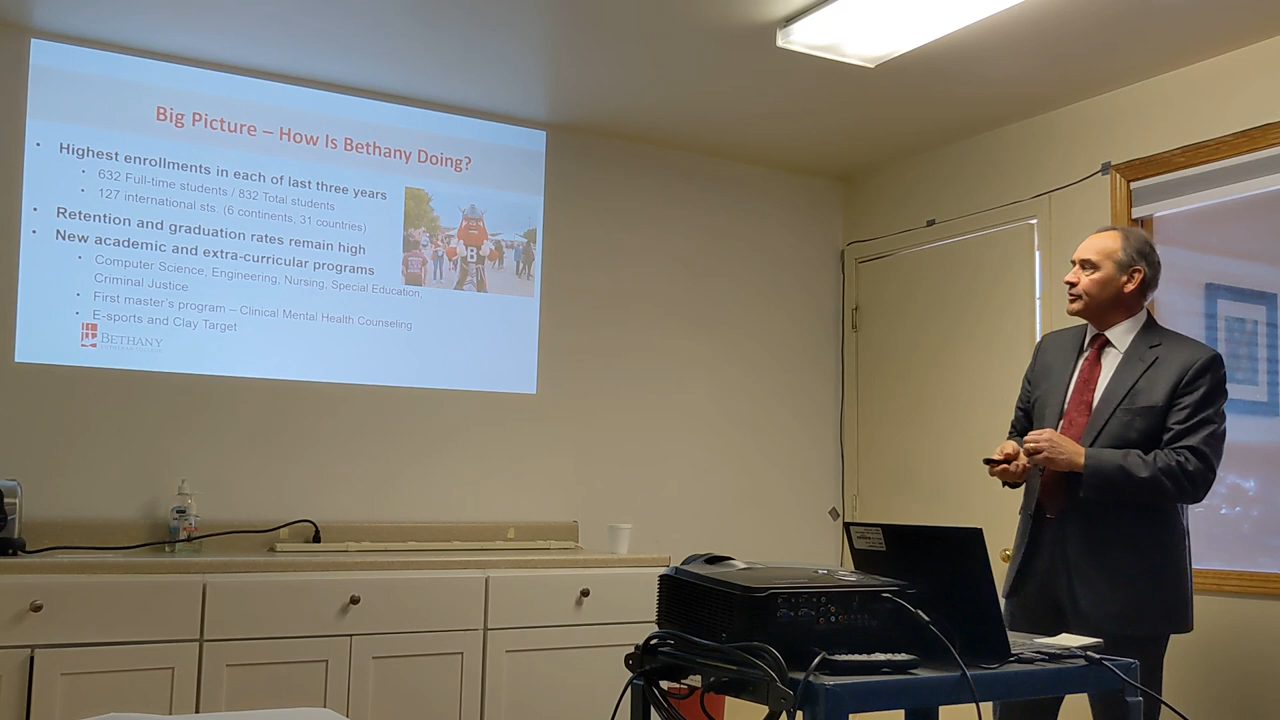 Big Picture – How Is Bethany Doing?
• Highest enrollments in each of last three years
• 632 Full-time students / 832 Total students
• 127 international sts. (6 continents, 31 countries)
• Retention and graduation rates remain high
• New academic and extra-curricular programs
• Computer Science, Engineering, Nursing, Special Education,
Criminal Justice
• First master's program – Clinical Mental Health Counseling
• E-sports and Clay Target
B
BETHANY
LUTHERAN COLLEGE